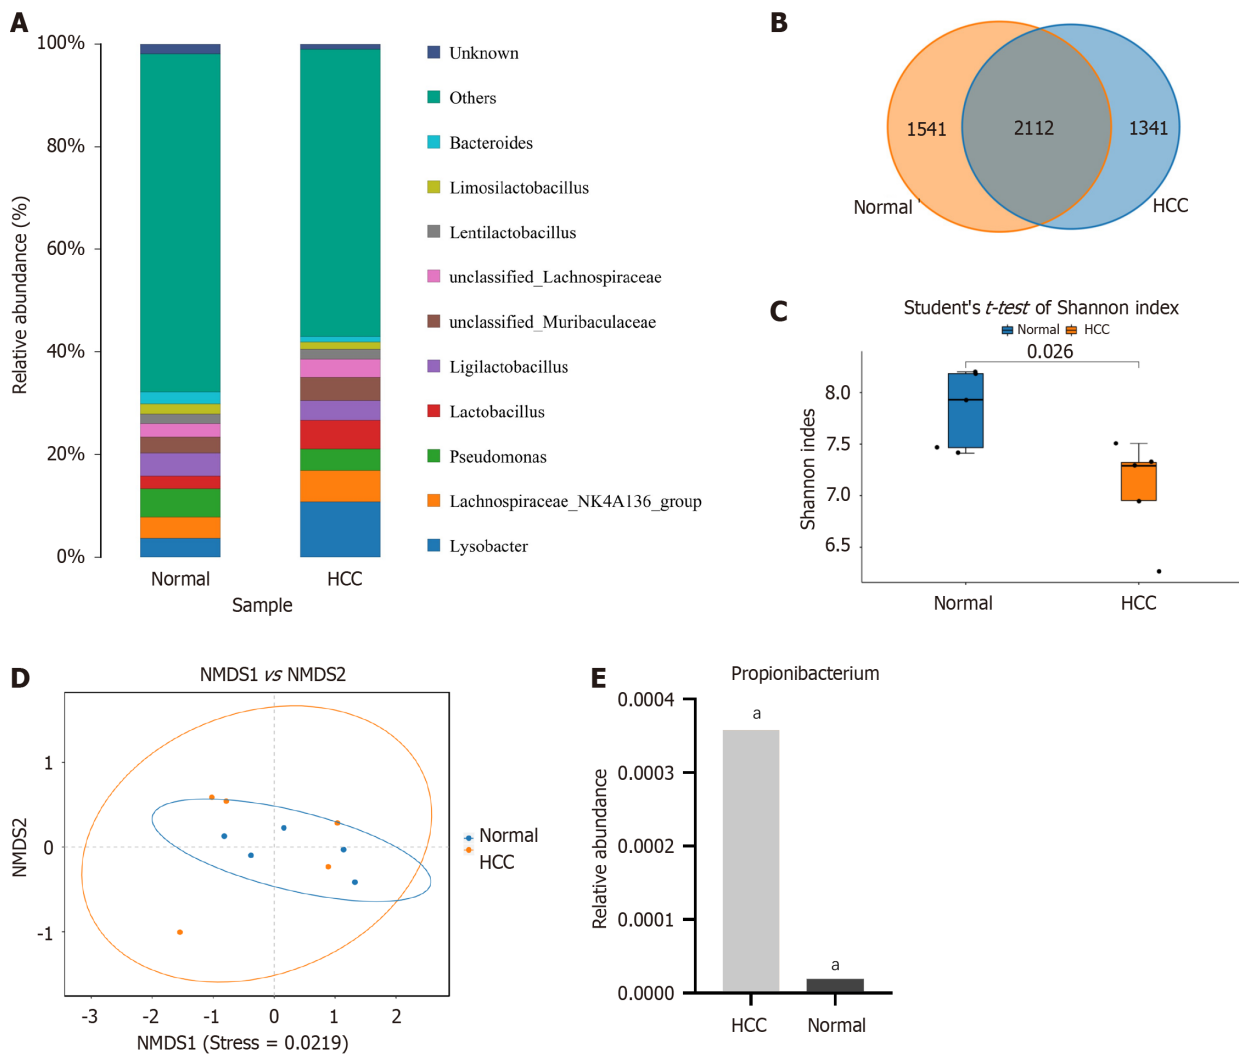 A
100%
80%
60%
40%
20%
0%
Relative abundance (%)
Normal
HCC
Sample
Unknown
Others
Bacteroides
Limosilactobacillus
Lentilactobacillus
unclassified_Lachnospiraceae
unclassified_Muribaculaceae
Ligilactobacillus
Lactobacillus
Pseudomonas
Lachnospiraceae_NK4A136_group
Lysobacter
B
1541
2112
1341
Normal
HCC
C
Student's t-test of Shannon index
Normal HCC
0.026
8.0
7.5
7.0
6.5
Shannon indes
Normal
HCC
D
NMDS1 vs NMDS2
1
0
-1
NMDS2
-3 -2 -1 0 1 2
NMDS1 (Stress = 0.0219)
Normal
HCC
E
Propionibacterium
0.0004
0.0003
0.0002
0.0001
0.0000
Relative abundance
a
a
HCC
Normal